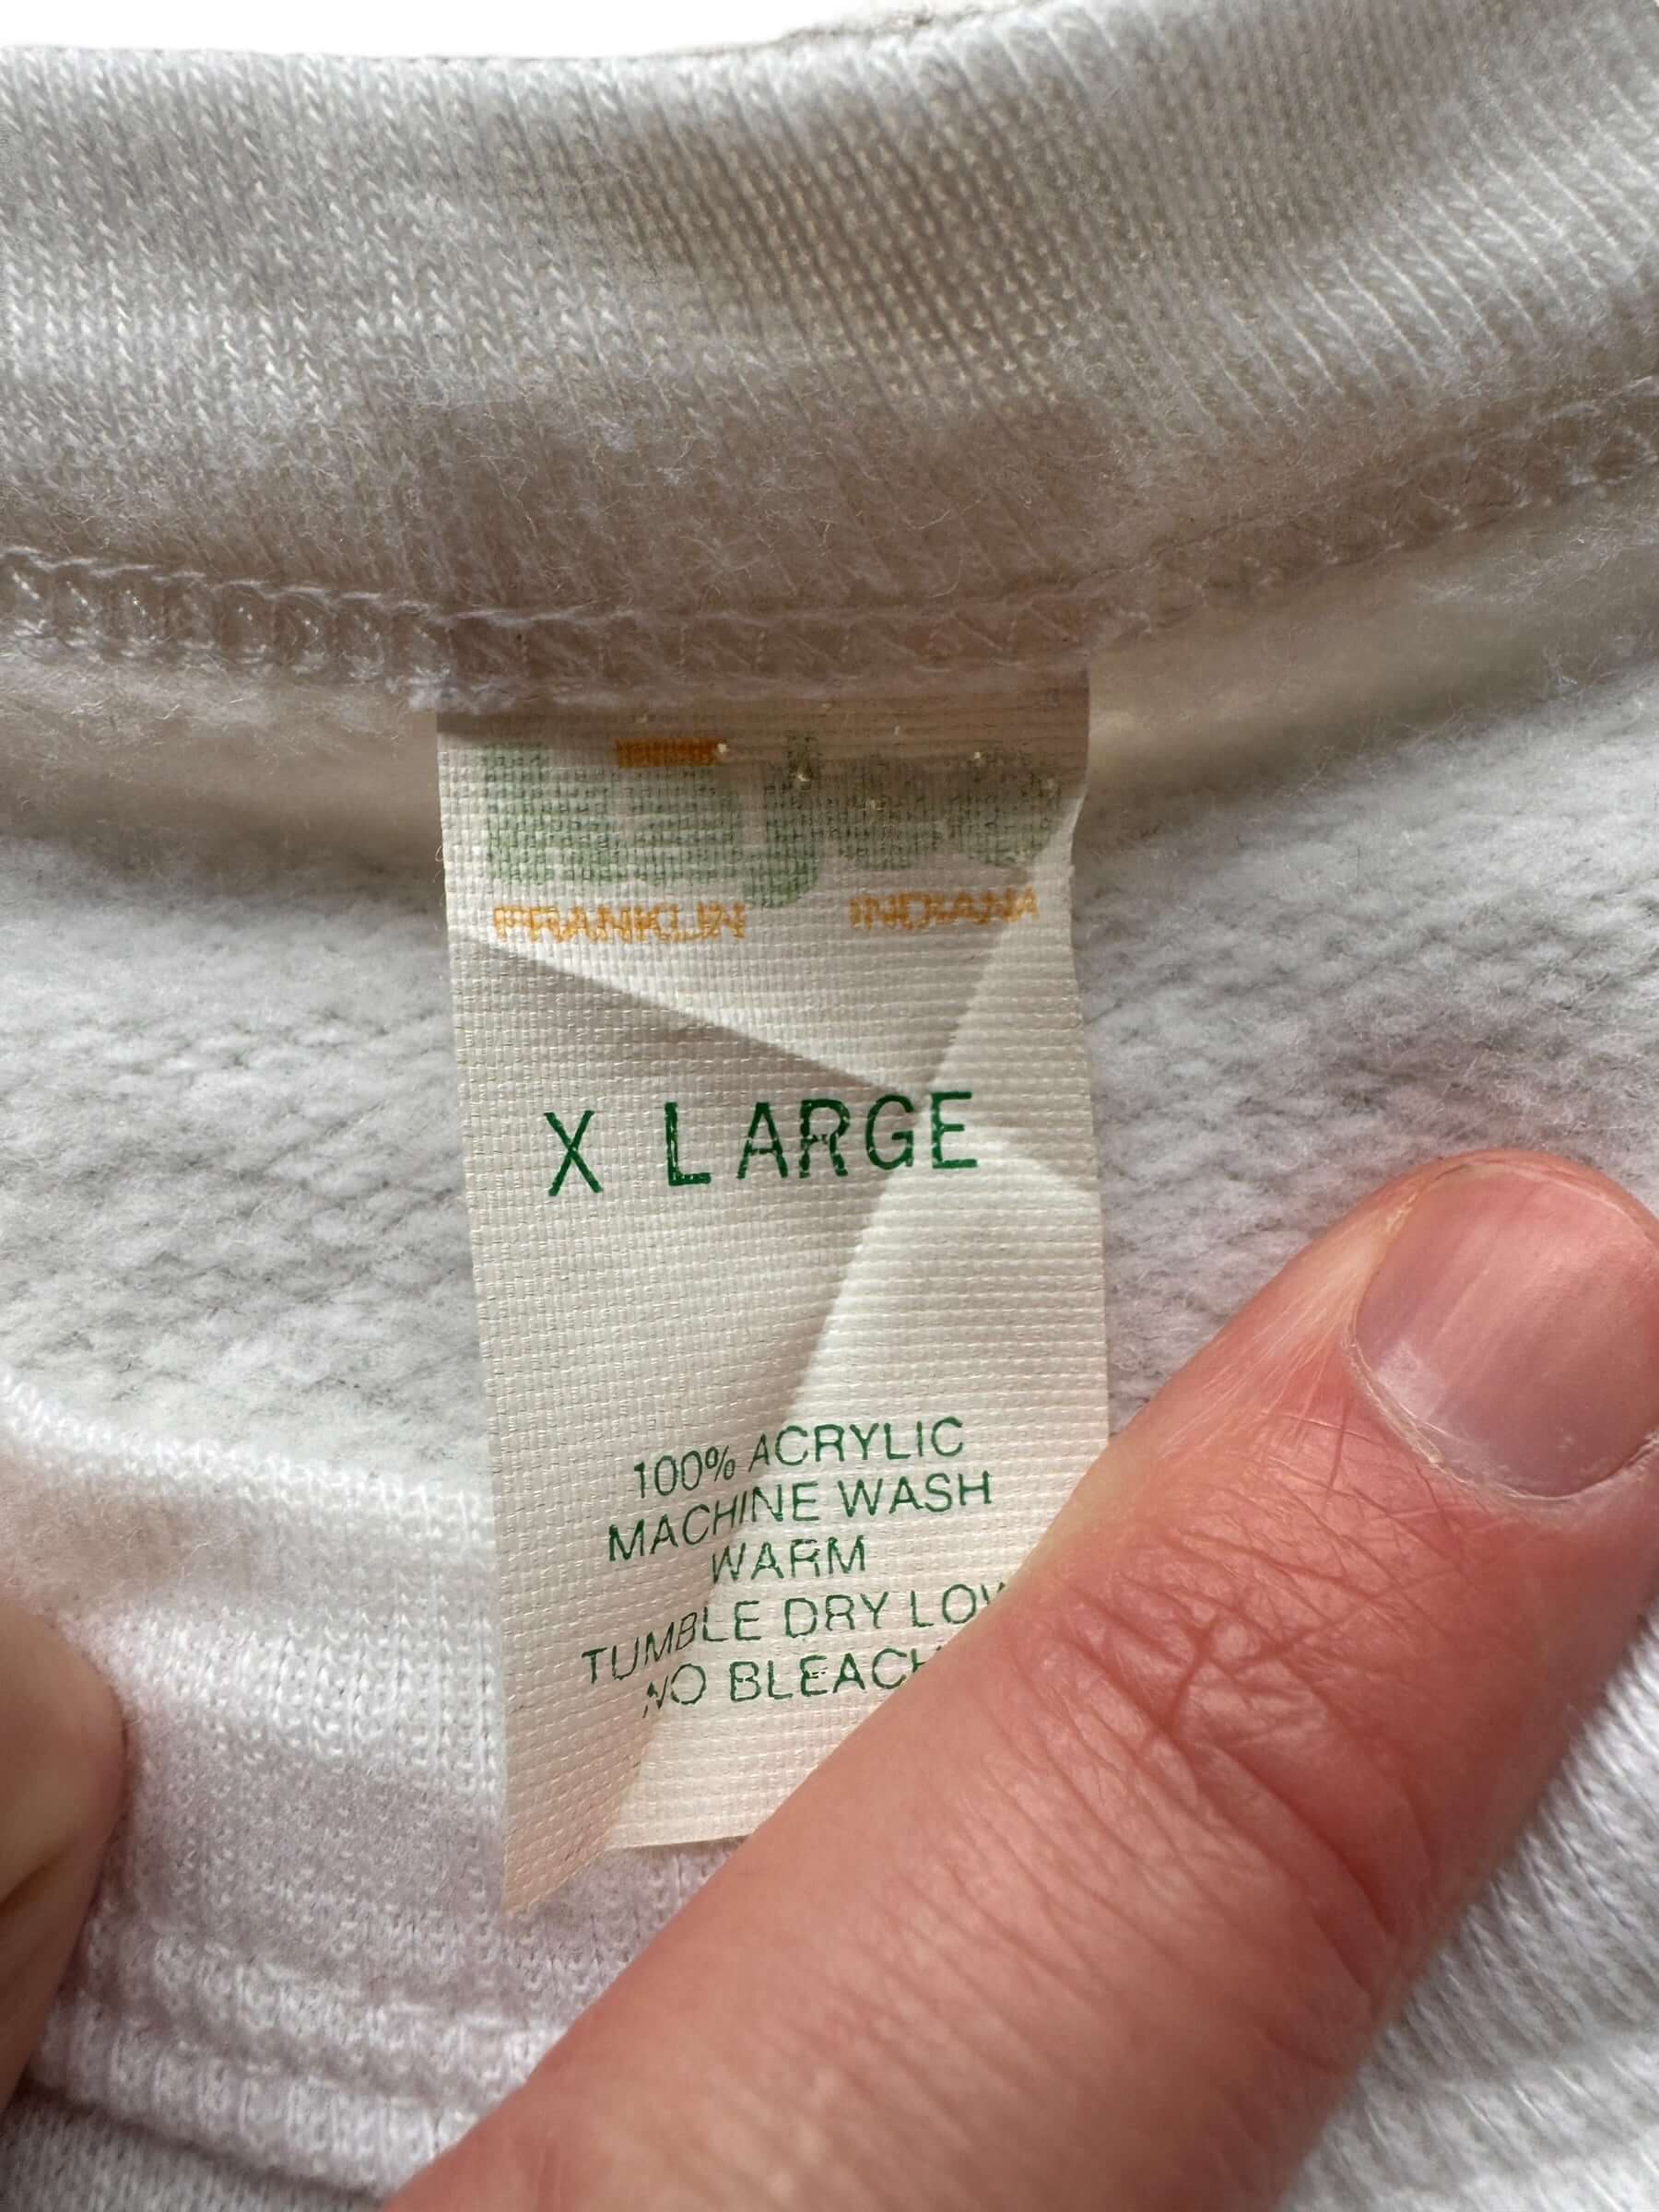 FRANKLIN INDIANA
X LARGE
100% ACRYLIC
MACHINE WASH
WARM
TUMBLE DRY LOW
NO BLEACH